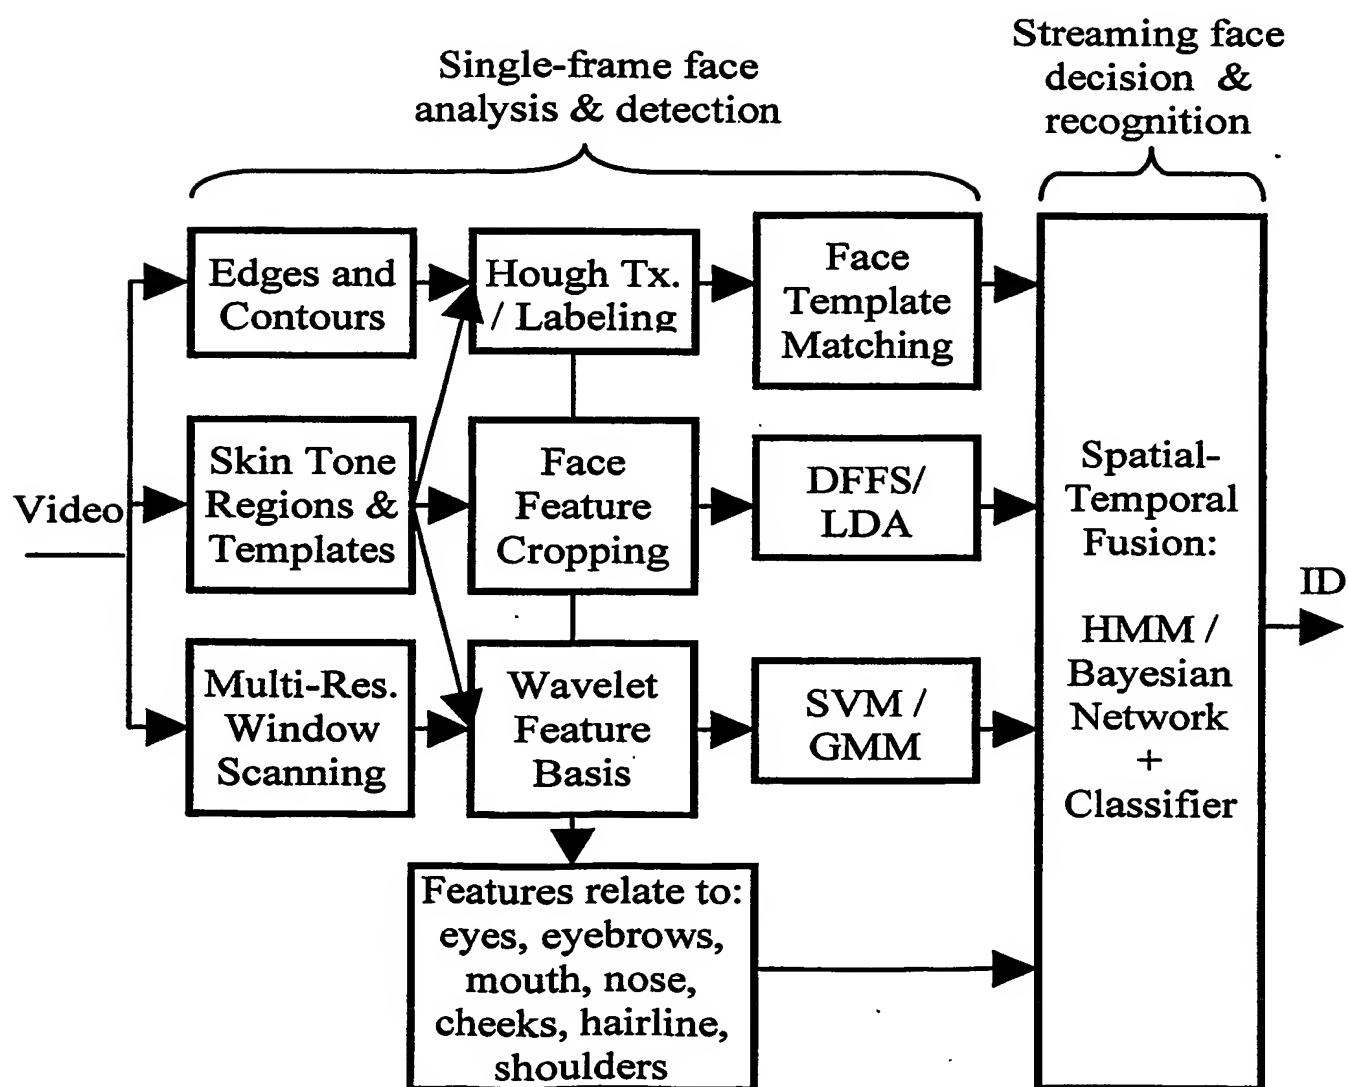 Single-frame face
analysis & detection
Streaming face
decision &
recognition
Video
Edges and
Contours
Hough Tx.
/ Labeling
Face
Template
Matching
Skin Tone
Regions &
Templates
Face
Feature
Cropping
DFFS/
LDA
Multi-Res.
Window
Scanning
Wavelet
Feature
Basis
SVM /
GMM
Features relate to:
eyes, eyebrows,
mouth, nose,
cheeks, hairline,
shoulders
Spatial-
Temporal
Fusion:
HMM /
Bayesian
Network
+
Classifier
ID